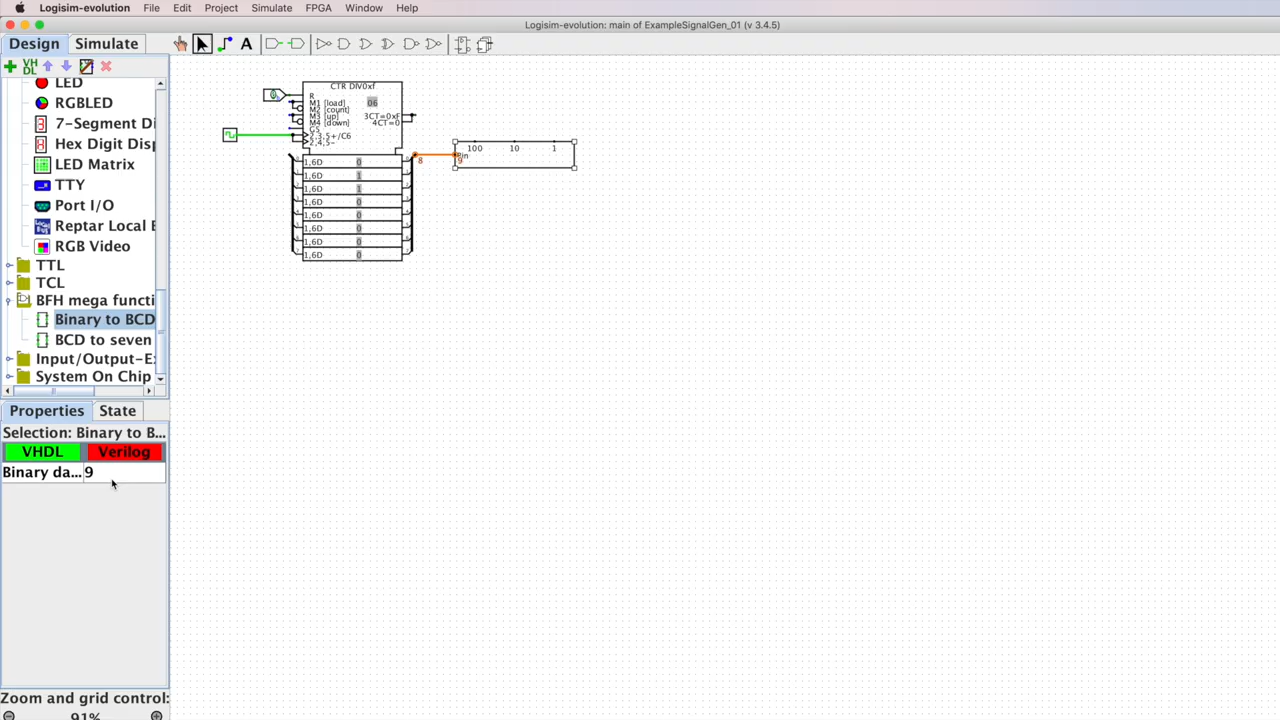 Logisim-evolution File Edit Project Simulate FPGA Window Help
Logisim-evolution: main of ExampleSignalGen_01 (v 3.4.5)
Design Simulate
A
VH
DL
LED
RGBLED
7-Segment Di
Hex Digit Disp
LED Matrix
TTY
Port I/O
Reptar Local B
RGB Video
TTL
TCL
BFH mega functi
Binary to BCD
BCD to seven
Input/Output-Ex
System On Chip
Properties State
Selection: Binary to B...
VHDL Verilog
Binary da... 9
Zoom and grid control:
91%
CTR DIV0xf
R
M1 [load] 06
M2 [count]
M3 [up] 3CT=0xF
M4 [down] 4CT=0
G5
2,3,5+/C6
2,4,5-
1,6D 0
1,6D 1
1,6D 1
1,6D 0
1,6D 0
1,6D 0
1,6D 0
1,6D 0
100 10 1
8 9